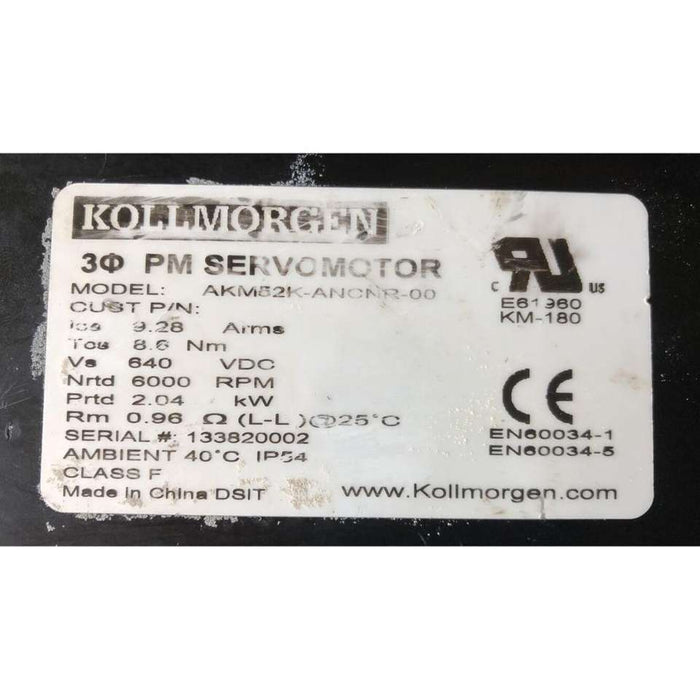 KOLLMORGEN
3Φ PM SERVOMOTOR
MODEL: AKM52K-ANCNR-00
CUST P/N:
Ics 9.28 Arms
Tcs 8.6 Nm
Vs 640 VDC
Nrtd 6000 RPM
Prtd 2.04 kW
Rm 0.96 Ω (L-L)@25°C
SERIAL #: 133820002
AMBIENT 40°C, IP54
CLASS F
Made In China DSIT
c RU us
E61960
KM-180
CE
EN60034-1
EN60034-5
www.Kollmorgen.com